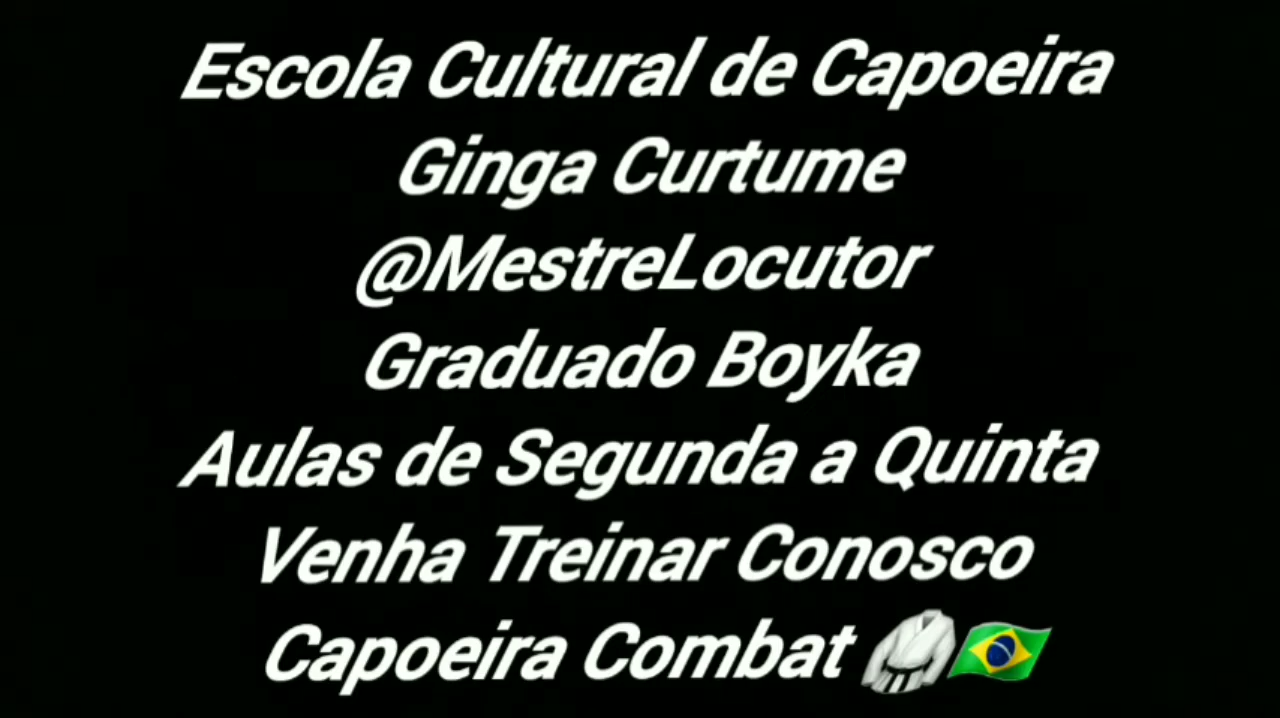 Escola Cultural de Capoeira
Ginga Curtume
@MestreLocutor
Graduado Boyka
Aulas de Segunda a Quinta
Venha Treinar Conosco
Capoeira Combat 🥋🇧🇷